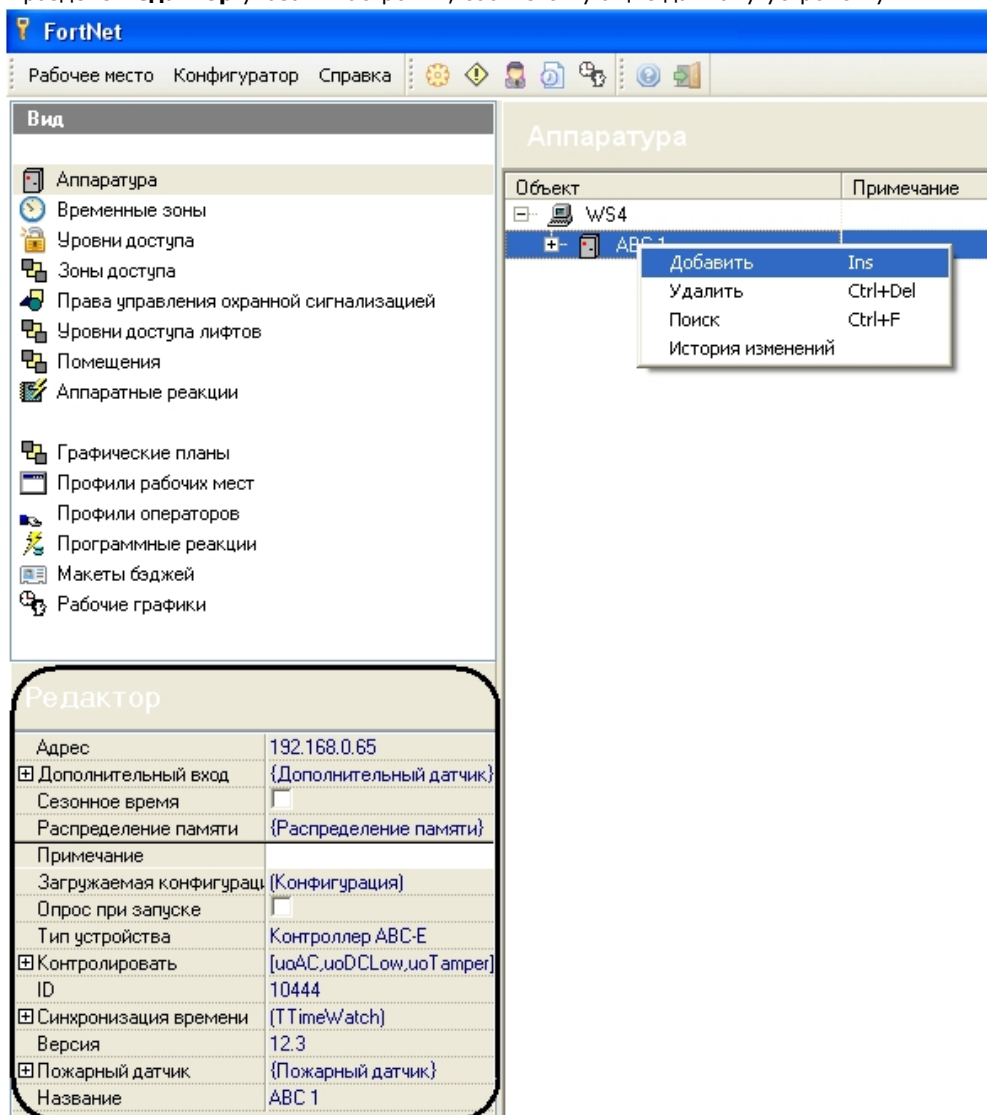 FortNet
Рабочее место Конфигуратор Справка
Вид
Аппаратура
Временные зоны
Уровни доступа
Зоны доступа
Права управления охранной сигнализацией
Уровни доступа лифтов
Помещения
Аппаратные реакции
Графические планы
Профили рабочих мест
Профили операторов
Программные реакции
Макеты бэджей
Рабочие графики
Аппаратура
Объект Примечание
WS4
ABC 1
Добавить Ins
Удалить Ctrl+Del
Поиск Ctrl+F
История изменений
Редактор
Адрес 192.168.0.65
Дополнительный вход {Дополнительный датчик}
Сезонное время
Распределение памяти {Распределение памяти}
Примечание
Загружаемая конфигураци (Конфигурация)
Опрос при запуске
Тип устройства Контроллер ABC-E
Контролировать [uoAC,uoDCLow,uoTamper]
ID 10444
Синхронизация времени (TTimeWatch)
Версия 12.3
Пожарный датчик {Пожарный датчик}
Название ABC 1